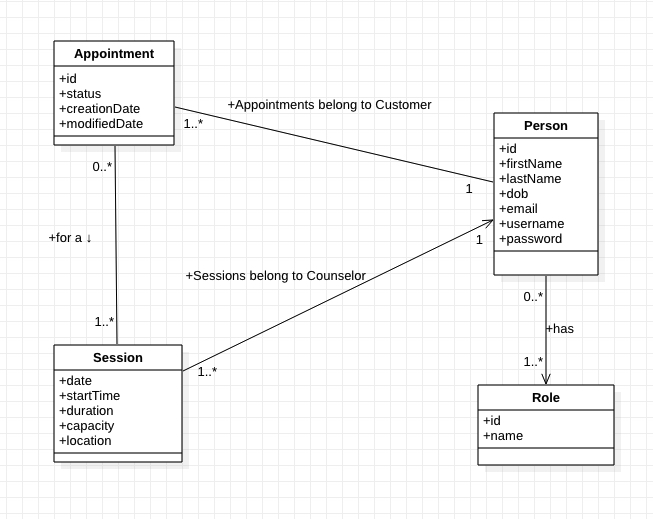 Appointment
+id
+status
+creationDate
+modifiedDate
+Appointments belong to Customer
1..*
1
Person
+id
+firstName
+lastName
+dob
+email
+username
+password
0..*
+for a ↓
1..*
+Sessions belong to Counselor
1
1..*
Session
+date
+startTime
+duration
+capacity
+location
0..*
+has
1..*
Role
+id
+name